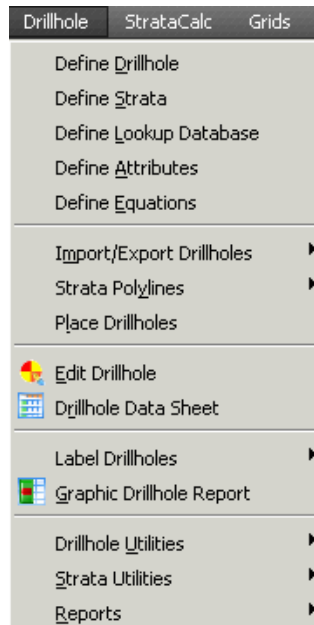 Drillhole StrataCalc Grids
Define Drillhole
Define Strata
Define Lookup Database
Define Attributes
Define Equations
Import/Export Drillholes
Strata Polylines
Place Drillholes
Edit Drillhole
Drillhole Data Sheet
Label Drillholes
Graphic Drillhole Report
Drillhole Utilities
Strata Utilities
Reports